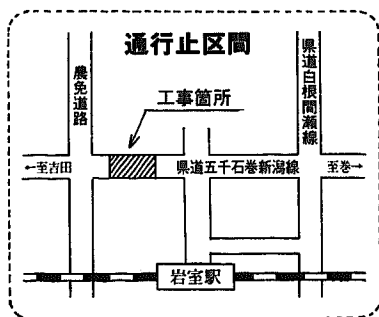 通行止区間
農免道路
県道白根間瀬線
工事箇所
←至吉田
県道五千石巻新潟線
至巻→
岩室駅